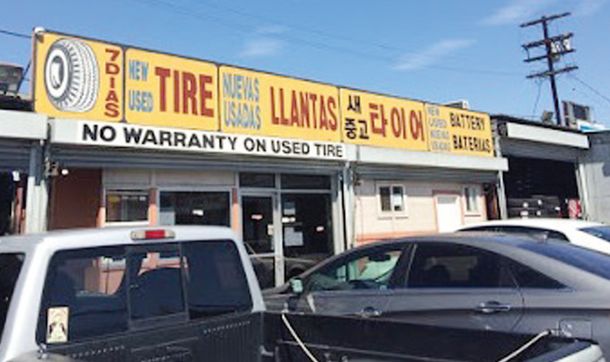 7 DIAS
NEW
USED
TIRE
NUEVAS
USADAS
LLANTAS
새
중고
타이어
NEW
USED
NUEVAS
USADAS
BATTERY
BATERIAS
NO WARRANTY ON USED TIRE